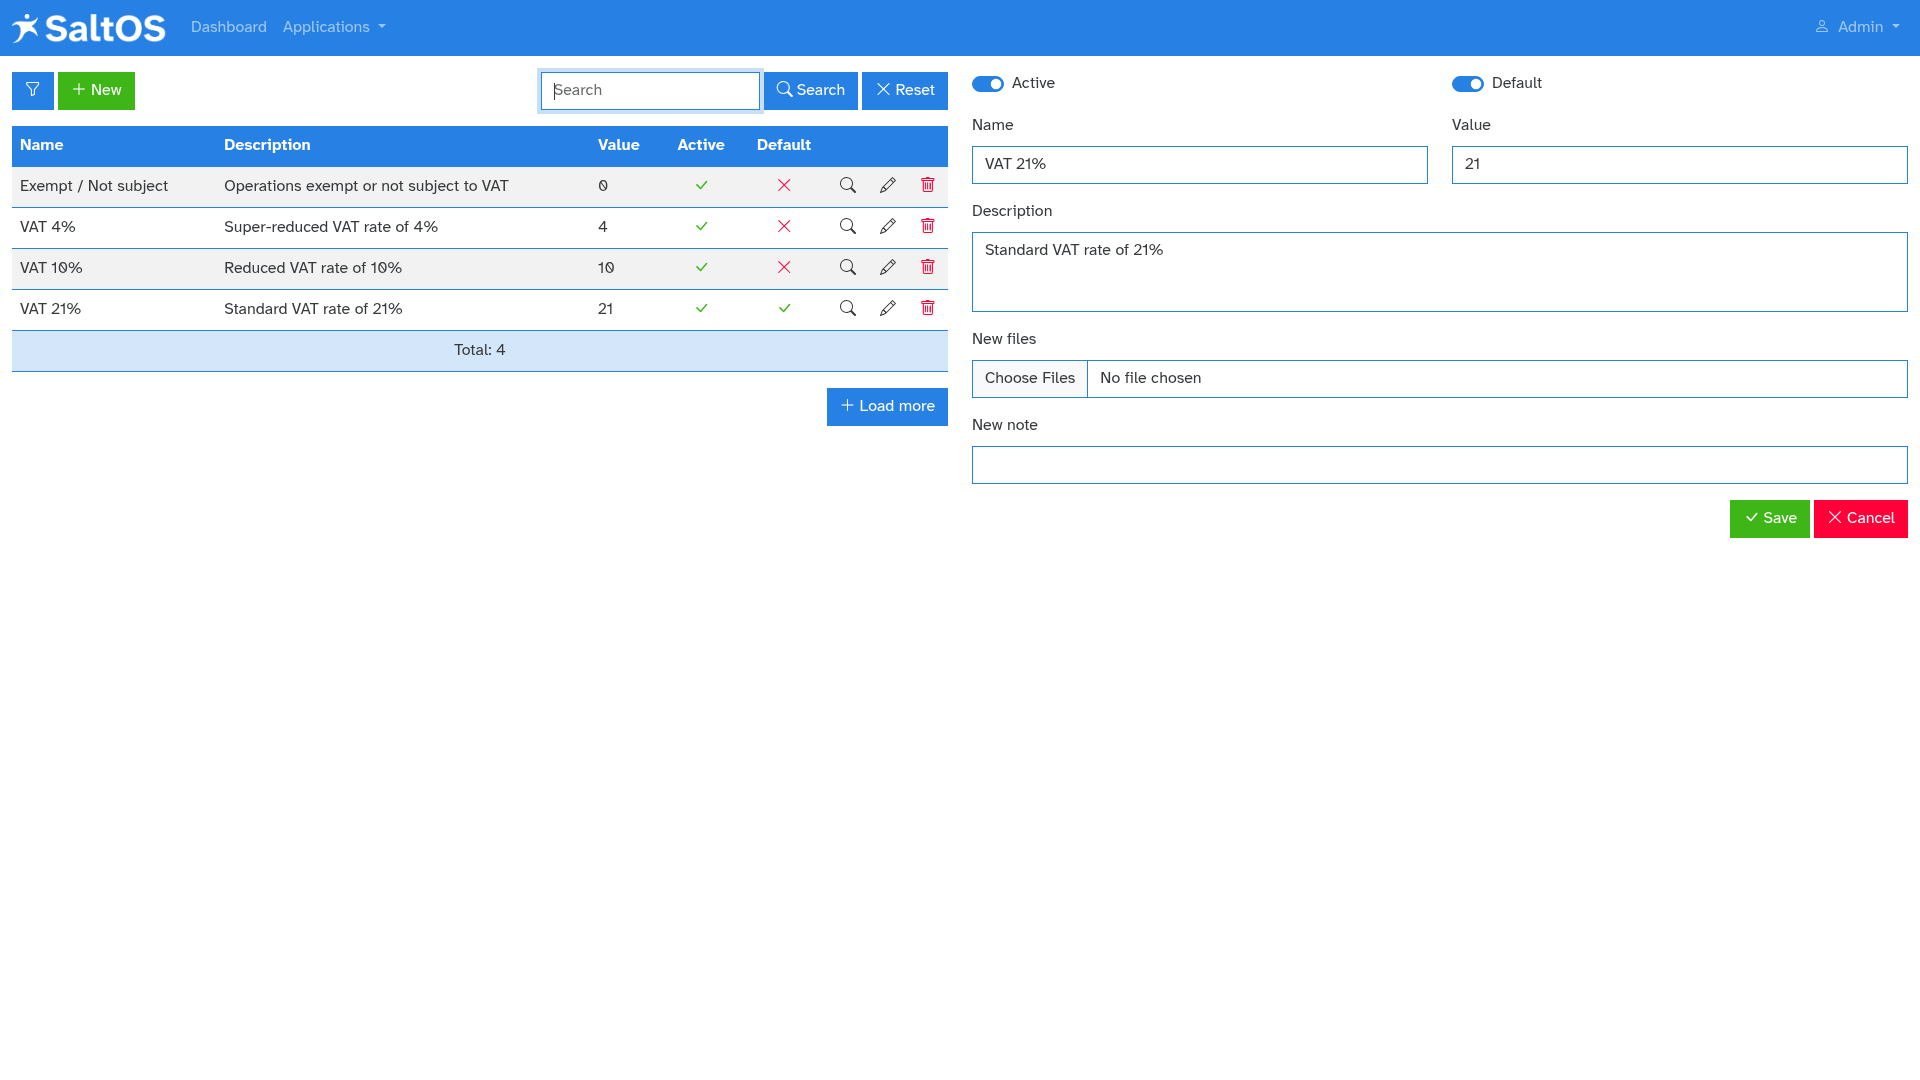 SaltOS Dashboard Applications Admin
New Search Search Reset
Name Description Value Active Default
Exempt / Not subject Operations exempt or not subject to VAT 0
VAT 4% Super-reduced VAT rate of 4% 4
VAT 10% Reduced VAT rate of 10% 10
VAT 21% Standard VAT rate of 21% 21
Total: 4
Load more
Active Default
Name Value
VAT 21% 21
Description
Standard VAT rate of 21%
New files
Choose Files No file chosen
New note
Save Cancel